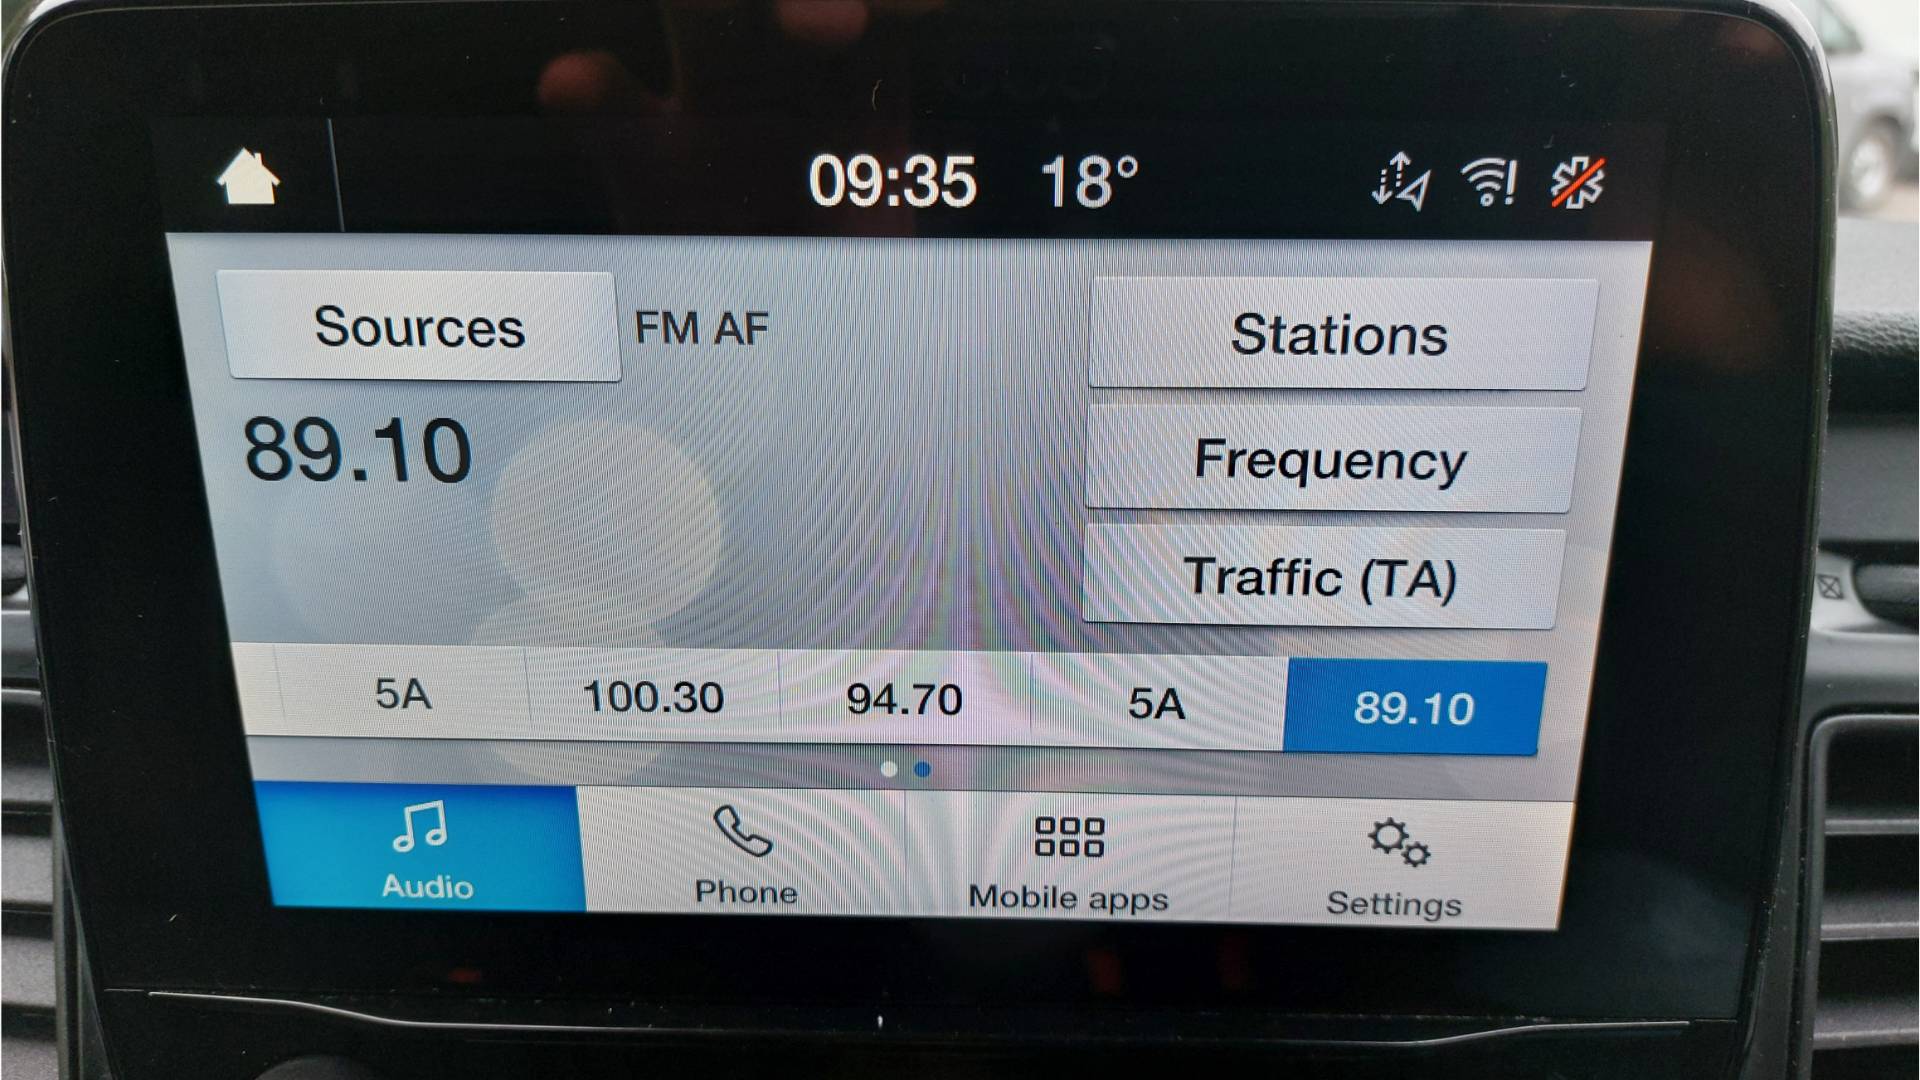 09:35 18°
Sources FM AF
Stations
89.10
Frequency
Traffic (TA)
5A 100.30 94.70 5A 89.10
Audio Phone Mobile apps Settings